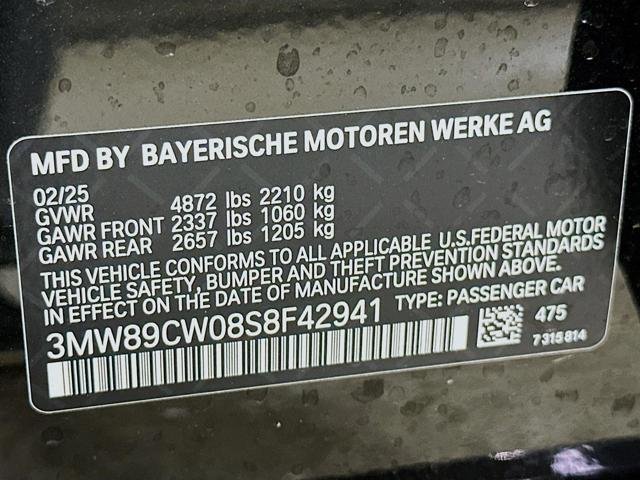 MFD BY BAYERISCHE MOTOREN WERKE AG
02/25
GVWR 4872 lbs 2210 kg
GAWR FRONT 2337 lbs 1060 kg
GAWR REAR 2657 lbs 1205 kg
THIS VEHICLE CONFORMS TO ALL APPLICABLE U.S.FEDERAL MOTOR
VEHICLE SAFETY, BUMPER AND THEFT PREVENTION STANDARDS
IN EFFECT ON THE DATE OF MANUFACTURE SHOWN ABOVE.
3MW89CW08S8F42941 TYPE: PASSENGER CAR
475
7315814